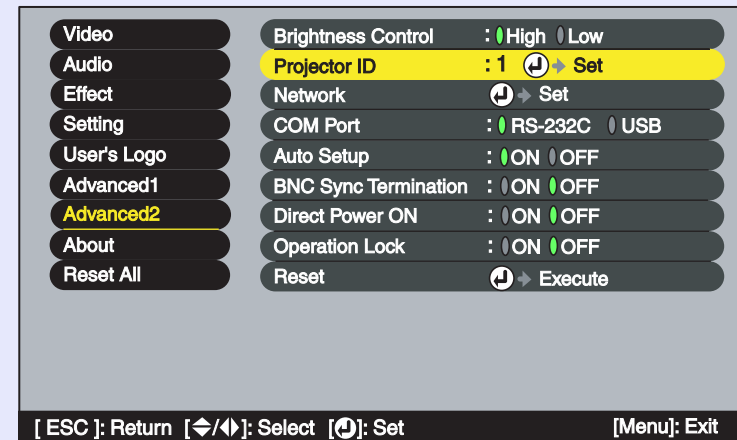 Video
Audio
Effect
Setting
User's Logo
Advanced1
Advanced2
About
Reset All
Brightness Control : High Low
Projector ID : 1 Set
Network Set
COM Port : RS-232C USB
Auto Setup : ON OFF
BNC Sync Termination : ON OFF
Direct Power ON : ON OFF
Operation Lock : ON OFF
Reset Execute
[ ESC ]: Return [ / ]: Select [ ]: Set [Menu]: Exit